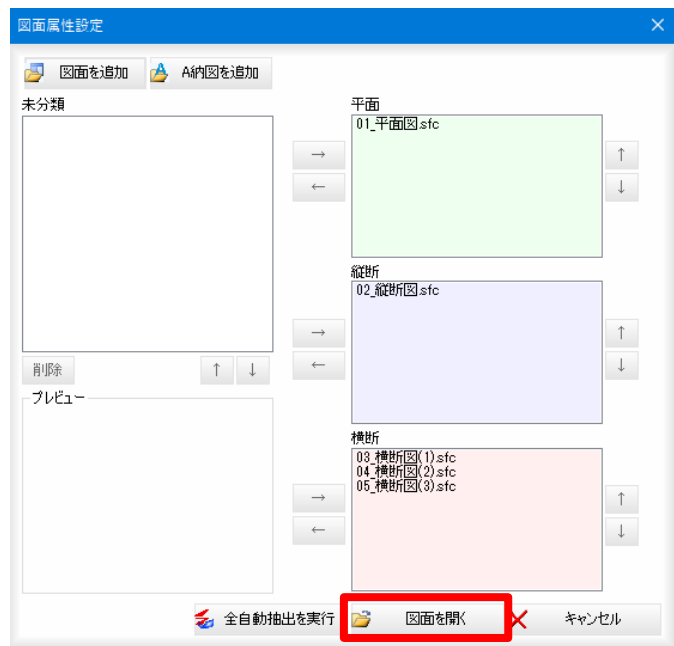 図面属性設定
図面を追加
A納図を追加
未分類
平面
01_平面図.sfc
→
←
↑
↓
縦断
02_縦断図.sfc
→
←
↑
↓
削除
↑
↓
プレビュー
横断
03_横断図(1).sfc
04_横断図(2).sfc
05_横断図(3).sfc
→
←
↑
↓
全自動抽出を実行
図面を開く
キャンセル